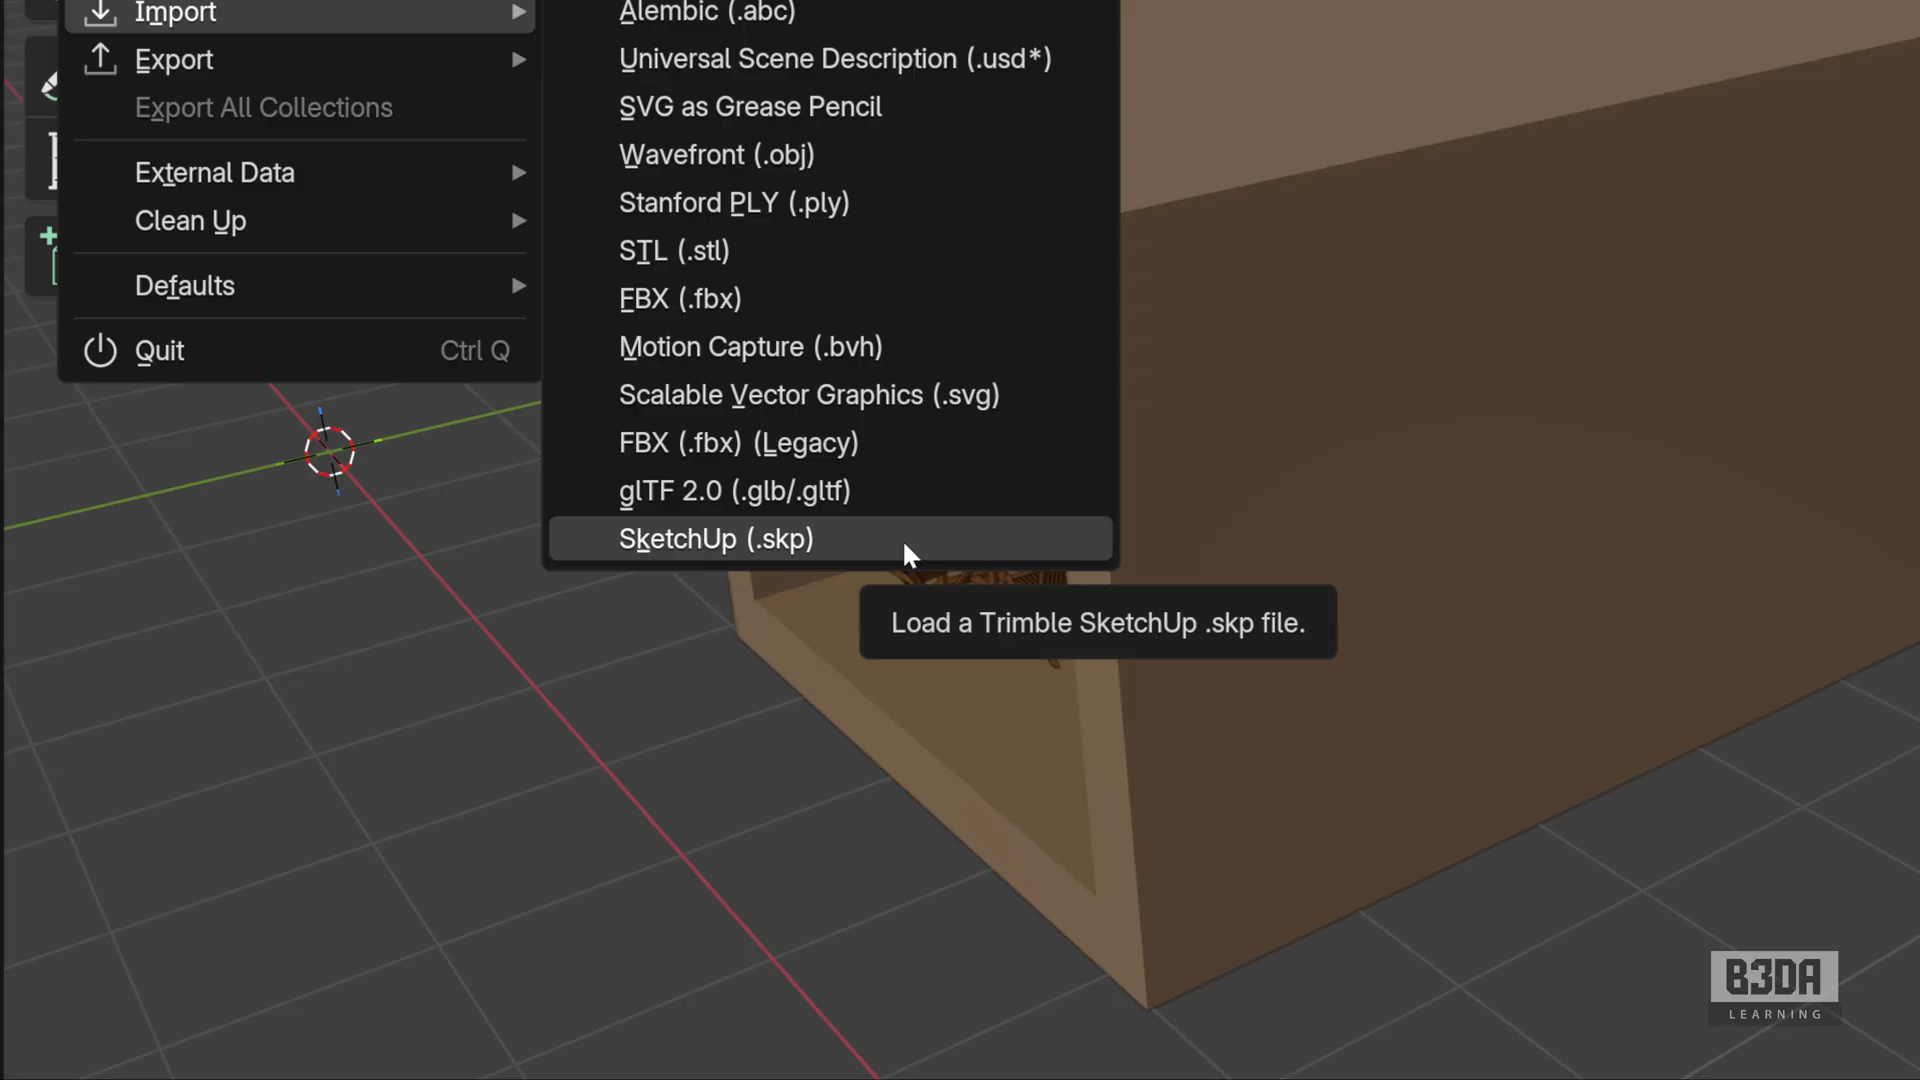 Import
Export
Export All Collections
External Data
Clean Up
Defaults
Quit Ctrl Q
Alembic (.abc)
Universal Scene Description (.usd*)
SVG as Grease Pencil
Wavefront (.obj)
Stanford PLY (.ply)
STL (.stl)
FBX (.fbx)
Motion Capture (.bvh)
Scalable Vector Graphics (.svg)
FBX (.fbx) (Legacy)
glTF 2.0 (.glb/.gltf)
SketchUp (.skp)
Load a Trimble SketchUp .skp file.
B3DA
LEARNING